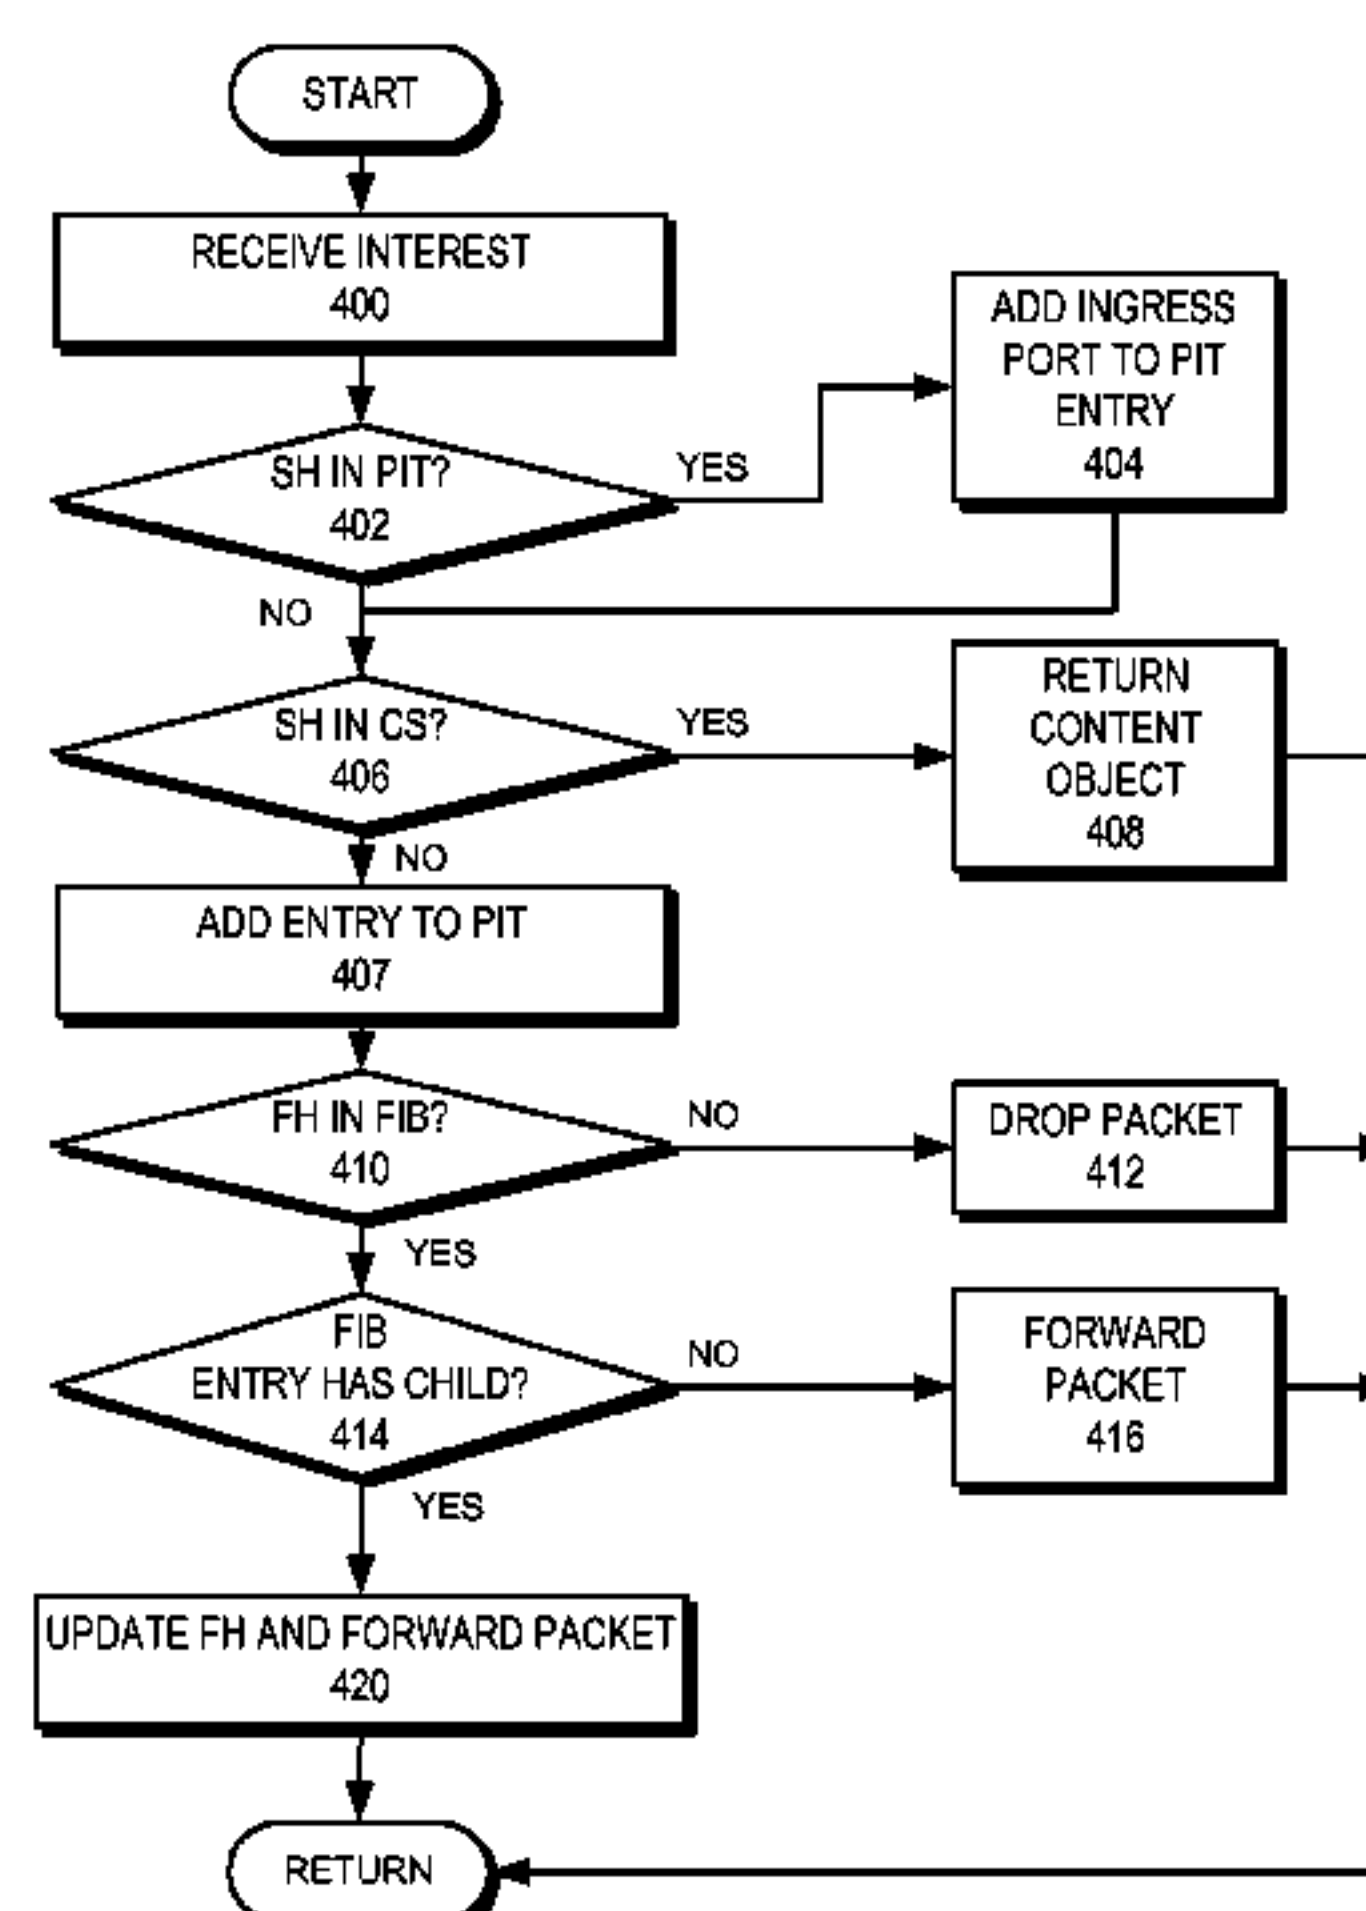 START
RECEIVE INTEREST
400
SH IN PIT?
402
YES
ADD INGRESS
PORT TO PIT
ENTRY
404
NO
SH IN CS?
406
YES
RETURN
CONTENT
OBJECT
408
NO
ADD ENTRY TO PIT
407
FH IN FIB?
410
NO
DROP PACKET
412
YES
FIB
ENTRY HAS CHILD?
414
NO
FORWARD
PACKET
416
YES
UPDATE FH AND FORWARD PACKET
420
RETURN